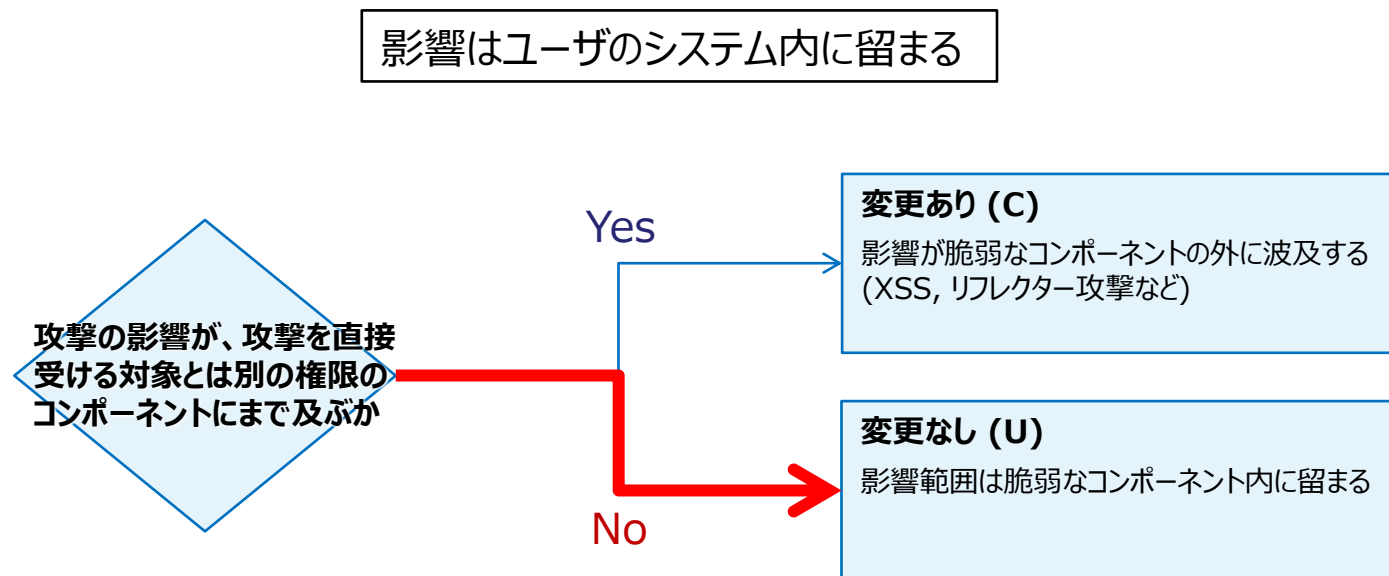 影響はユーザのシステム内に留まる
攻撃の影響が、攻撃を直接
受ける対象とは別の権限の
コンポーネントにまで及ぶか
Yes
変更あり (C)
影響が脆弱なコンポーネントの外に波及する
(XSS, リフレクター攻撃など)
No
変更なし (U)
影響範囲は脆弱なコンポーネント内に留まる